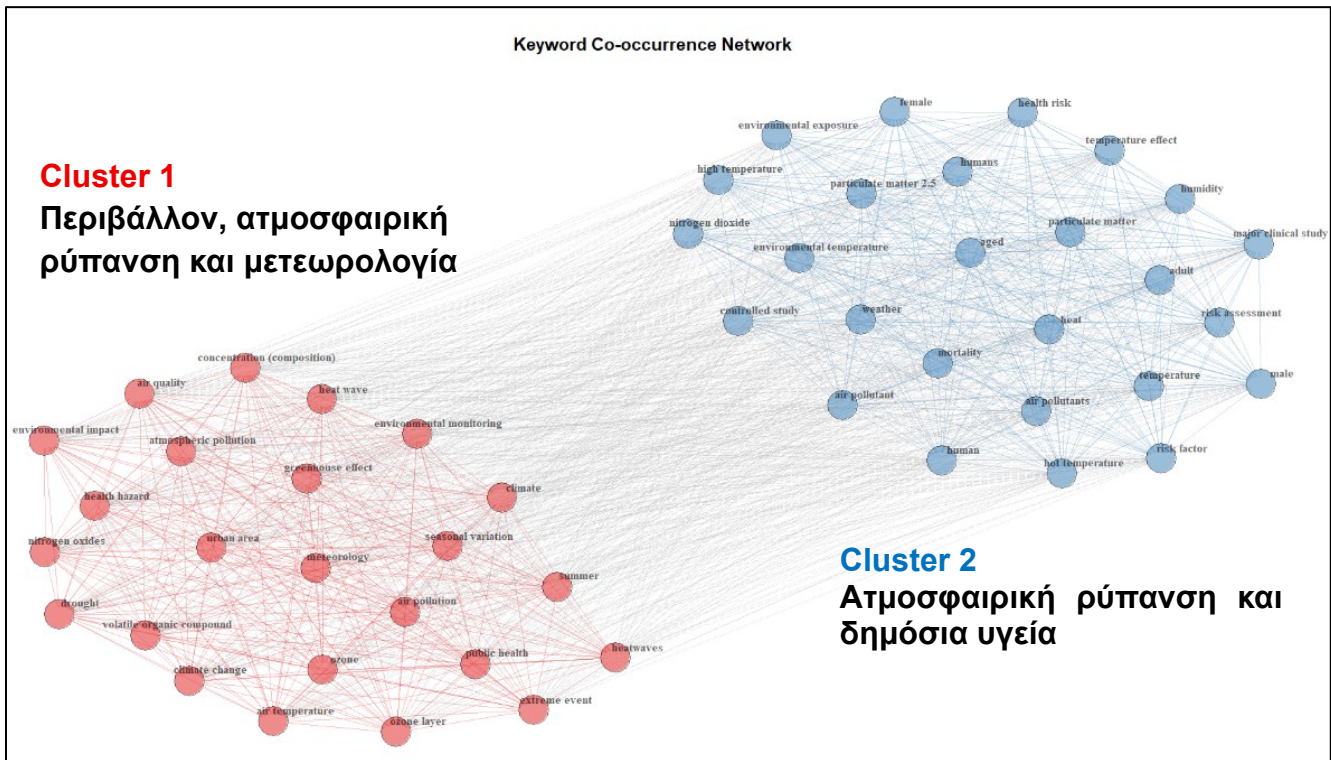 Keyword Co-occurrence Network
Cluster 1
Περιβάλλον, ατμοσφαιρική
ρύπανση και μετεωρολογία
female
health risk
environmental exposure
temperature effect
humans
high temperature
particulate matter 2.5
humidity
nitrogen dioxide
particulate matter
major clinical study
environmental temperature
aged
adult
controlled study
weather
heat
risk assessment
mortality
temperature
male
air pollutant
air pollutants
human
hot temperature
risk factor
concentration (composition)
air quality
heat wave
environmental impact
atmospheric pollution
environmental monitoring
greenhouse effect
climate
health hazard
nitrogen oxides
urban area
seasonal variation
meteorology
summer
drought
air pollution
volatile organic compound
climate change
ozone
public health
heatwaves
air temperature
ozone layer
extreme event
Cluster 2
Ατμοσφαιρική ρύπανση και
δημόσια υγεία